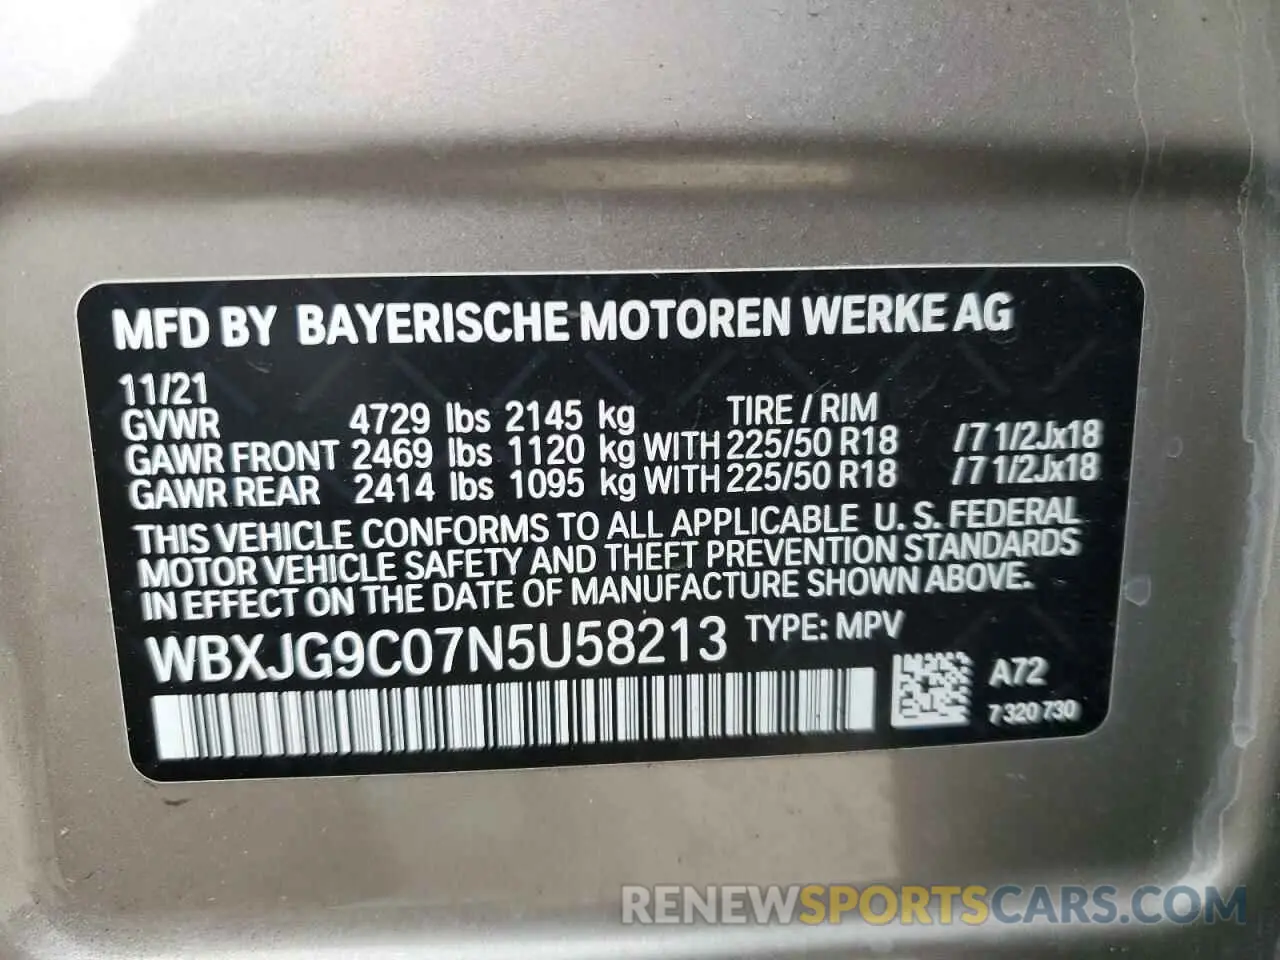 MFD BY BAYERISCHE MOTOREN WERKE AG
11/21
GVWR 4729 lbs 2145 kg TIRE / RIM
GAWR FRONT 2469 lbs 1120 kg WITH 225/50 R18 /7 1/2Jx18
GAWR REAR 2414 lbs 1095 kg WITH 225/50 R18 /7 1/2Jx18
THIS VEHICLE CONFORMS TO ALL APPLICABLE U. S. FEDERAL
MOTOR VEHICLE SAFETY AND THEFT PREVENTION STANDARDS
IN EFFECT ON THE DATE OF MANUFACTURE SHOWN ABOVE.
WBXJG9C07N5U58213 TYPE: MPV
A72
7 320 730
RENEWSPORTSCARS.COM